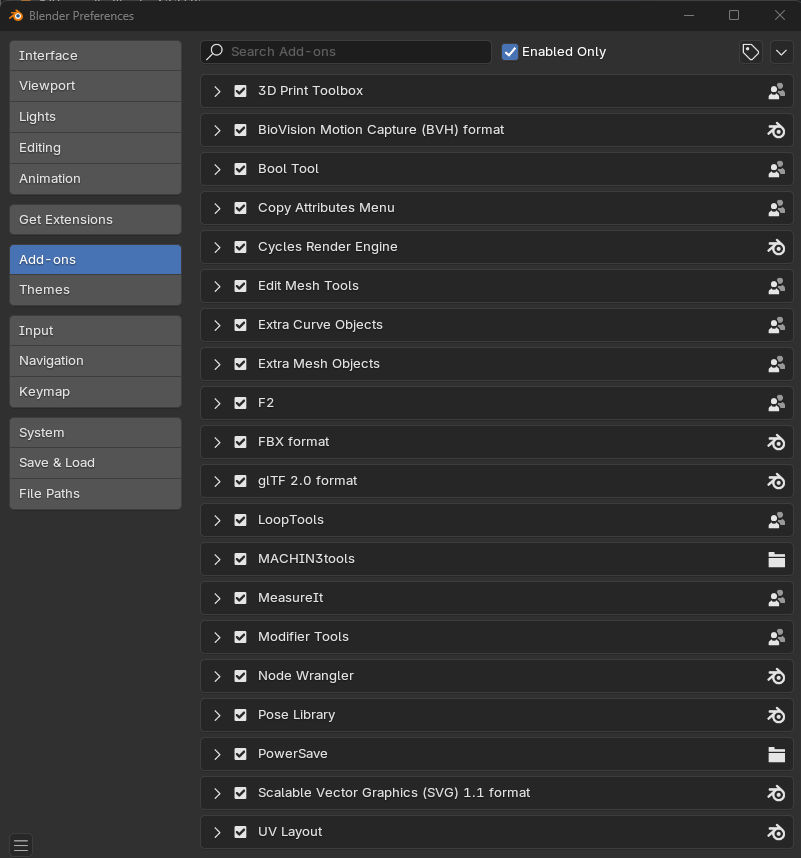 Blender Preferences
Interface
Viewport
Lights
Editing
Animation
Get Extensions
Add-ons
Themes
Input
Navigation
Keymap
System
Save & Load
File Paths
Search Add-ons
Enabled Only
3D Print Toolbox
BioVision Motion Capture (BVH) format
Bool Tool
Copy Attributes Menu
Cycles Render Engine
Edit Mesh Tools
Extra Curve Objects
Extra Mesh Objects
F2
FBX format
glTF 2.0 format
LoopTools
MACHIN3tools
MeasureIt
Modifier Tools
Node Wrangler
Pose Library
PowerSave
Scalable Vector Graphics (SVG) 1.1 format
UV Layout